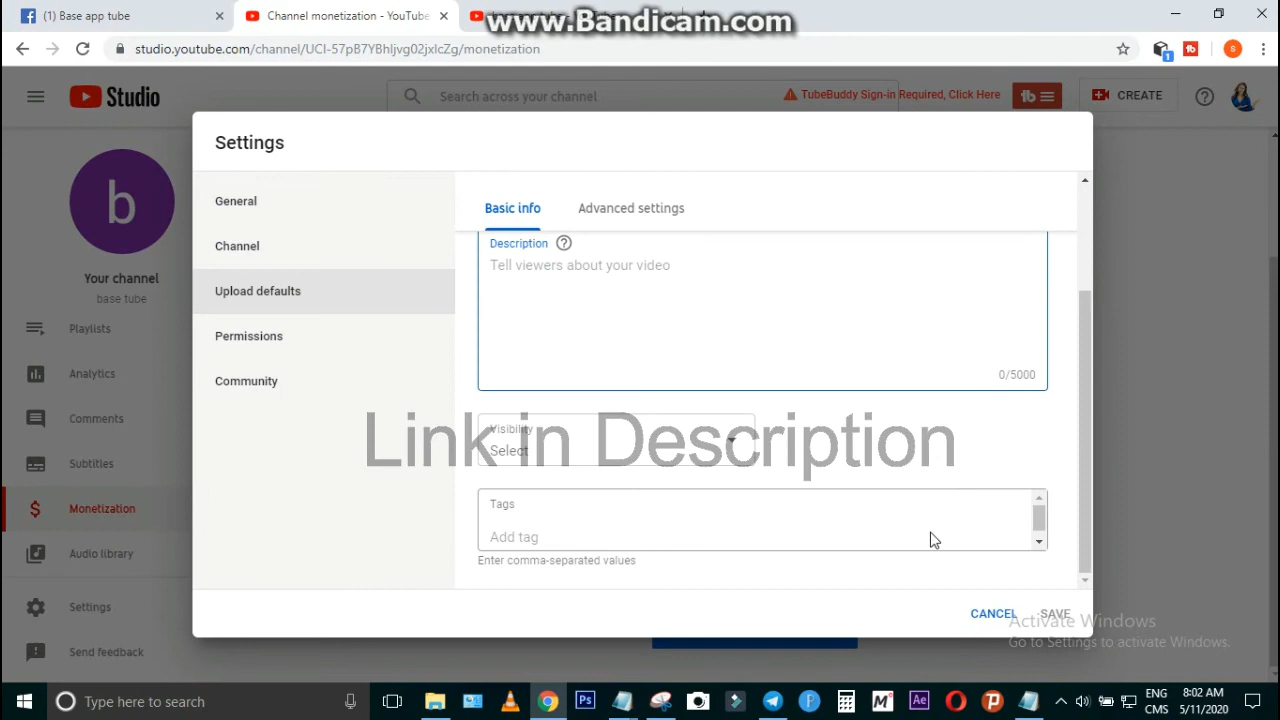 (1) Base app tube
Channel monetization - YouTube
www.Bandicam.com
studio.youtube.com/channel/UCI-57pB7YBhljvg02jxlcZg/monetization
1
S
Studio
Search across your channel
TubeBuddy Sign-in Required, Click Here
tb
CREATE
Settings
b
Your channel
base tube
Playlists
Analytics
Comments
Subtitles
Monetization
Audio library
Settings
Send feedback
General
Channel
Upload defaults
Permissions
Community
Basic info
Advanced settings
Description
Tell viewers about your video
0/5000
Link in Description
Visibility
Select
Tags
Add tag
Enter comma-separated values
CANCEL
SAVE
Activate Windows
Go to Settings to activate Windows.
Type here to search
Ps
Ae
ENG
CMS
8:02 AM
5/11/2020